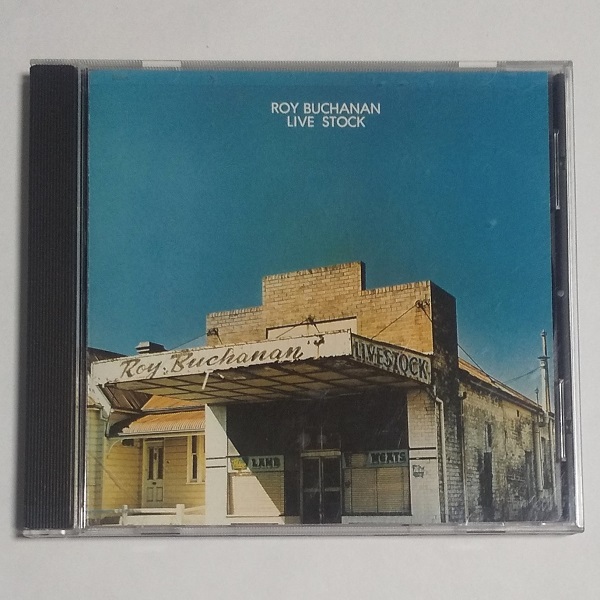 ROY BUCHANAN
LIVE STOCK
Roy Buchanan
LIVESTOCK
LAMB
MEATS